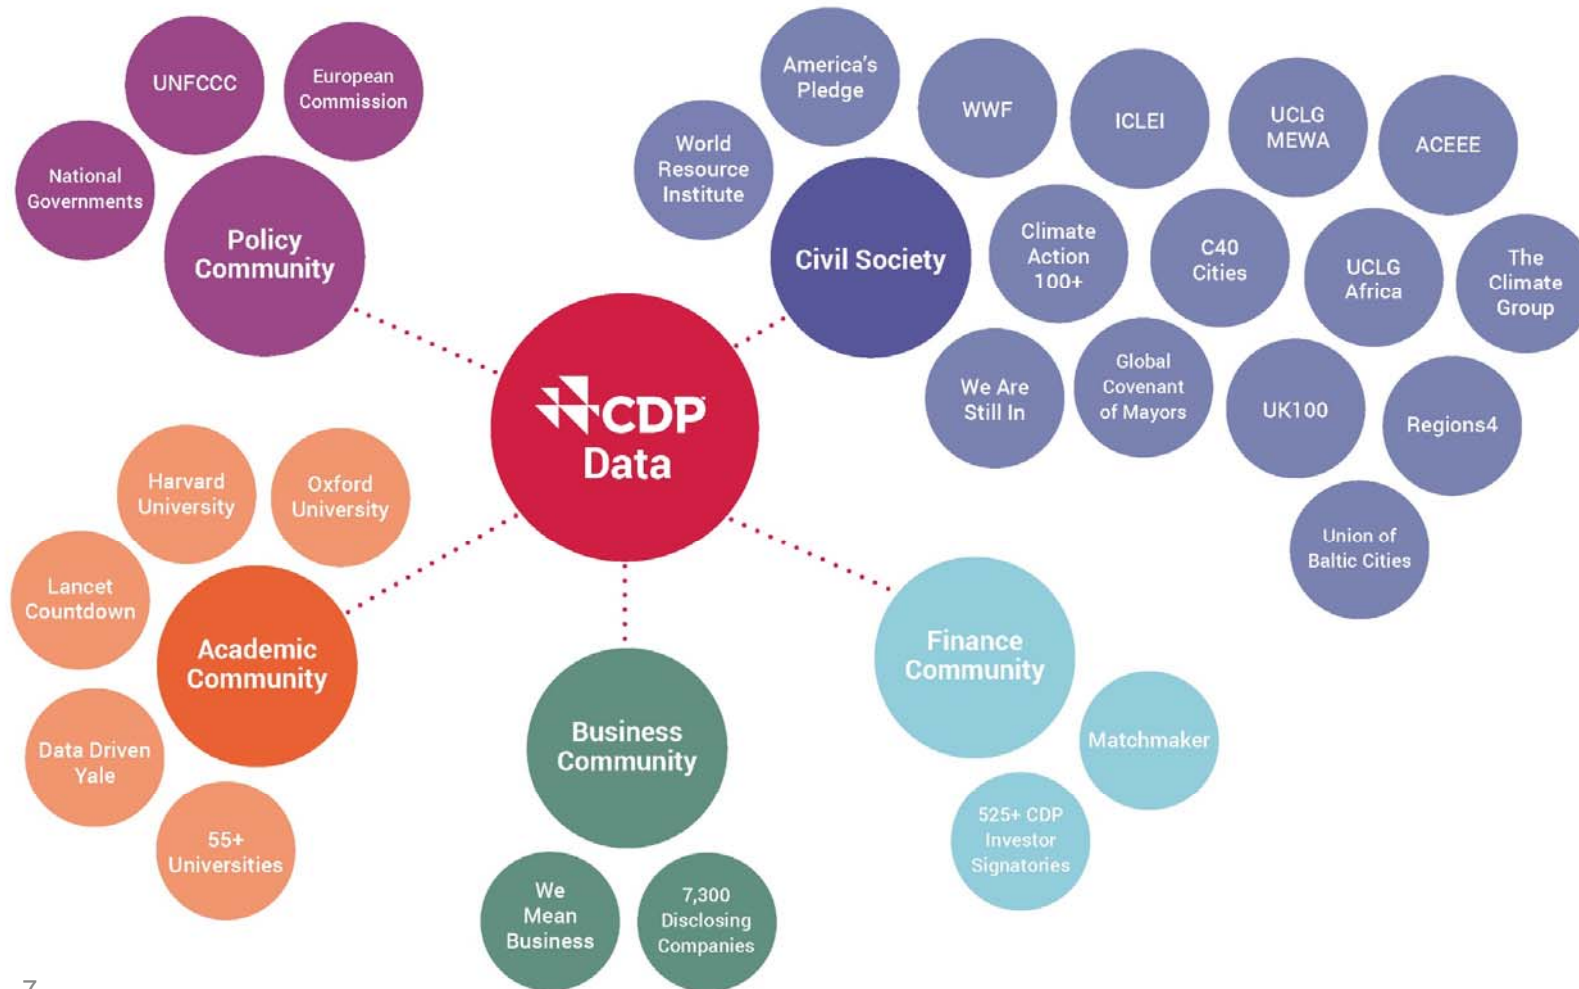 UNFCCC
European
Commission
National
Governments
Policy
Community
America's
Pledge
World
Resource
Institute
WWF
ICLEI
UCLG
MEWA
ACEEE
Civil Society
Climate
Action
100+
C40
Cities
UCLG
Africa
The
Climate
Group
We Are
Still In
Global
Covenant
of Mayors
UK100
Regions4
Union of
Baltic Cities
CDP
Data
Harvard
University
Oxford
University
Lancet
Countdown
Academic
Community
Data Driven
Yale
55+
Universities
Business
Community
We
Mean
Business
7,300
Disclosing
Companies
Finance
Community
Matchmaker
525+ CDP
Investor
Signatories
7